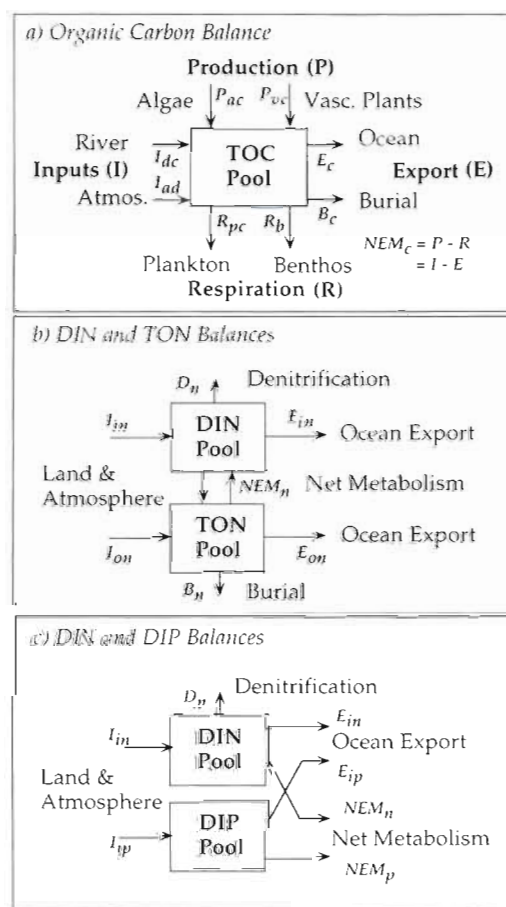 a) Organic Carbon Balance
Production (P)
Algae P_ac P_vc Vasc. Plants
River I_dc TOC Pool E_c Ocean
Inputs (I) Export (E)
Atmos. I_ad B_c Burial
R_pc R_b NEM_c = P - R
Plankton Benthos = I - E
Respiration (R)
b) DIN and TON Balances
D_n Denitrification
I_in DIN Pool E_in Ocean Export
Land & Atmosphere NEM_n Net Metabolism
I_on TON Pool E_on Ocean Export
B_n Burial
c) DIN and DIP Balances
D_n Denitrification
I_in DIN Pool E_in
Ocean Export
E_ip
Land & Atmosphere
NEM_n
I_ip DIP Pool Net Metabolism
NEM_p